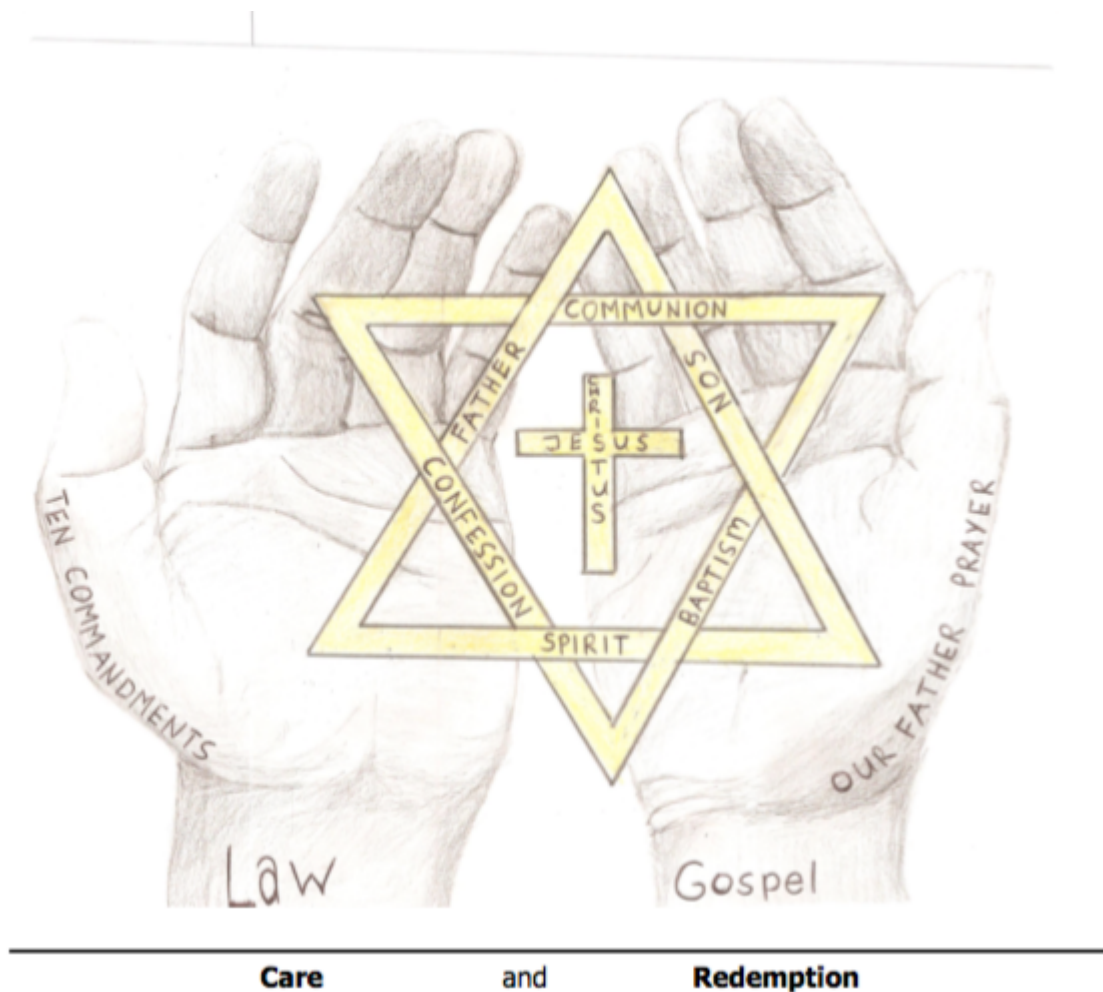 COMMUNION
FATHER
SON
CHRISTUS
JESUS
CONFESSION
BAPTISM
SPIRIT
TEN COMMANDMENTS
OUR FATHER PRAYER
Law
Gospel
Care and Redemption